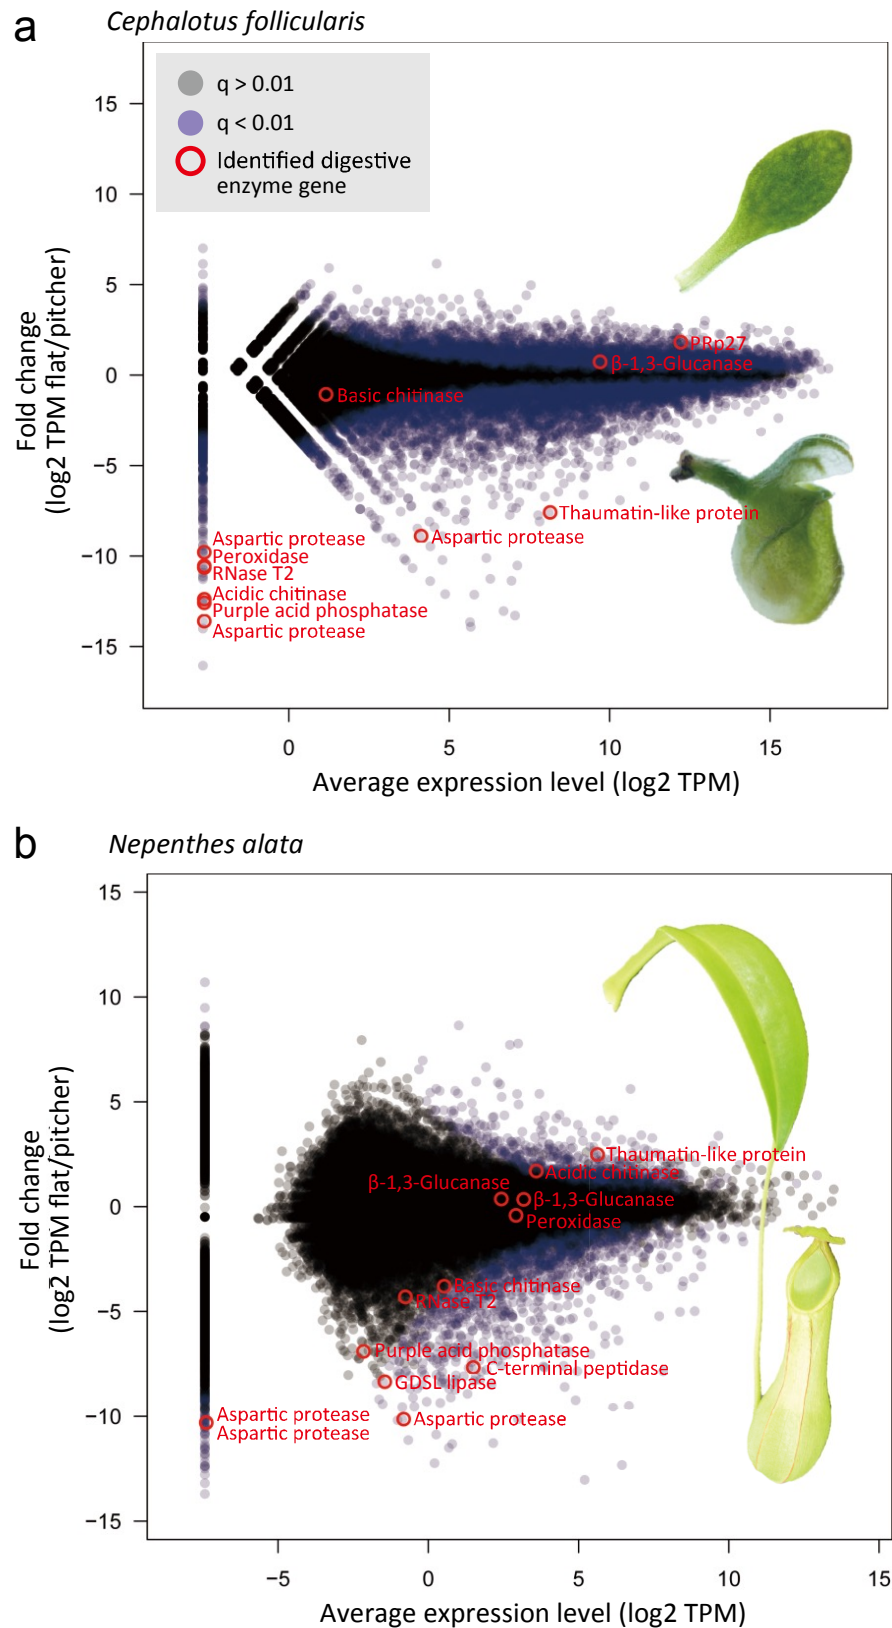 a
Cephalotus follicularis
q > 0.01
q < 0.01
Identified digestive
enzyme gene
15
10
5
0
−5
−10
−15
Fold change
(log2 TPM flat/pitcher)
PRp27
β-1,3-Glucanase
Basic chitinase
Thaumatin-like protein
Aspartic protease
Aspartic protease
Peroxidase
RNase T2
Acidic chitinase
Purple acid phosphatase
Aspartic protease
0
5
10
15
Average expression level (log2 TPM)
b
Nepenthes alata
15
10
5
0
−5
−10
−15
Fold change
(log2 TPM flat/pitcher)
Thaumatin-like protein
Acidic chitinase
β-1,3-Glucanase
β-1,3-Glucanase
Peroxidase
Basic chitinase
RNase T2
Purple acid phosphatase
C-terminal peptidase
GDSL lipase
Aspartic protease
Aspartic protease
Aspartic protease
−5
0
5
10
15
Average expression level (log2 TPM)